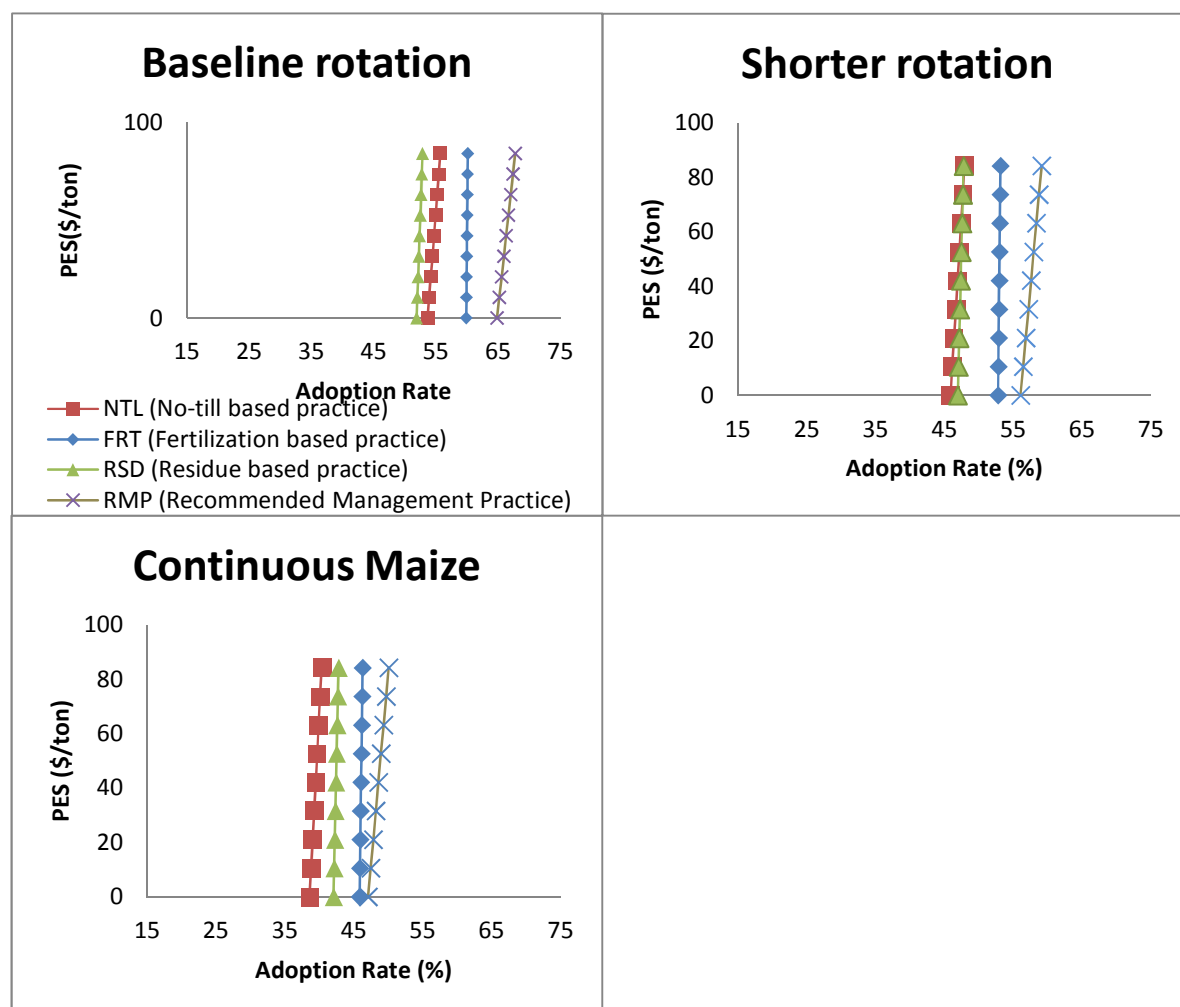 Baseline rotation
100
0
PES($/ton)
15 25 35 45 55 65 75
Adoption Rate
NTL (No-till based practice)
FRT (Fertilization based practice)
RSD (Residue based practice)
RMP (Recommended Management Practice)
Shorter rotation
100
80
60
40
20
0
PES ($/ton)
15 25 35 45 55 65 75
Adoption Rate (%)
Continuous Maize
100
80
60
40
20
0
PES ($/ton)
15 25 35 45 55 65 75
Adoption Rate (%)